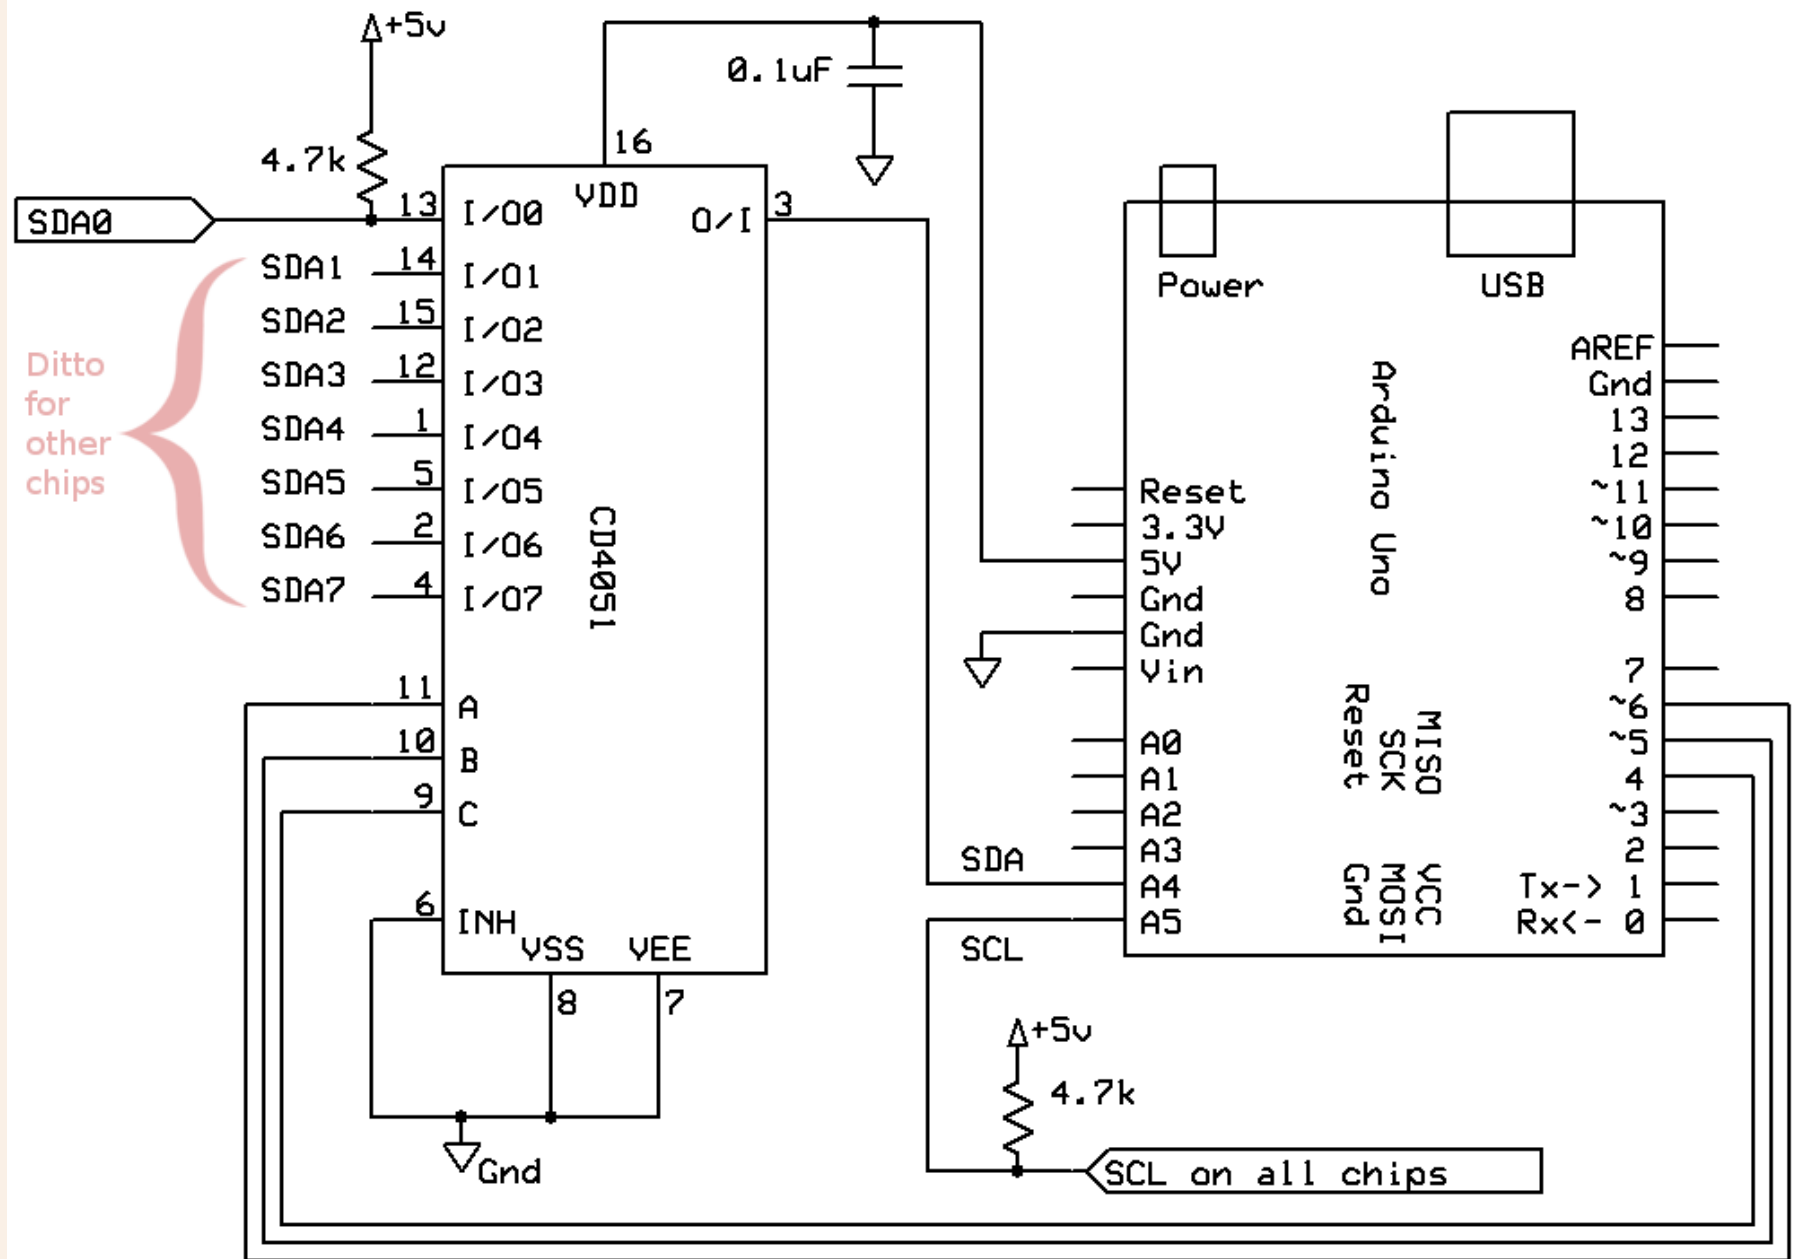 +5v
0.1uF
4.7k
16
VDD
SDA0
13 I/O0
O/I 3
SDA1 14 I/O1
SDA2 15 I/O2
SDA3 12 I/O3
SDA4 1 I/O4
SDA5 5 I/O5
SDA6 2 I/O6
SDA7 4 I/O7
Ditto
for
other
chips
CD4051
11 A
10 B
9 C
6 INH
VSS VEE
8 7
Gnd
Power
USB
Arduino Uno
Reset
3.3V
5V
Gnd
Gnd
Vin
A0
A1
A2
A3
SDA A4
A5
SCL
AREF
Gnd
13
12
~11
~10
~9
8
7
~6
~5
4
~3
2
Tx-> 1
Rx<- 0
MISO
SCK
Reset
VCC
MOSI
Gnd
+5v
4.7k
SCL on all chips